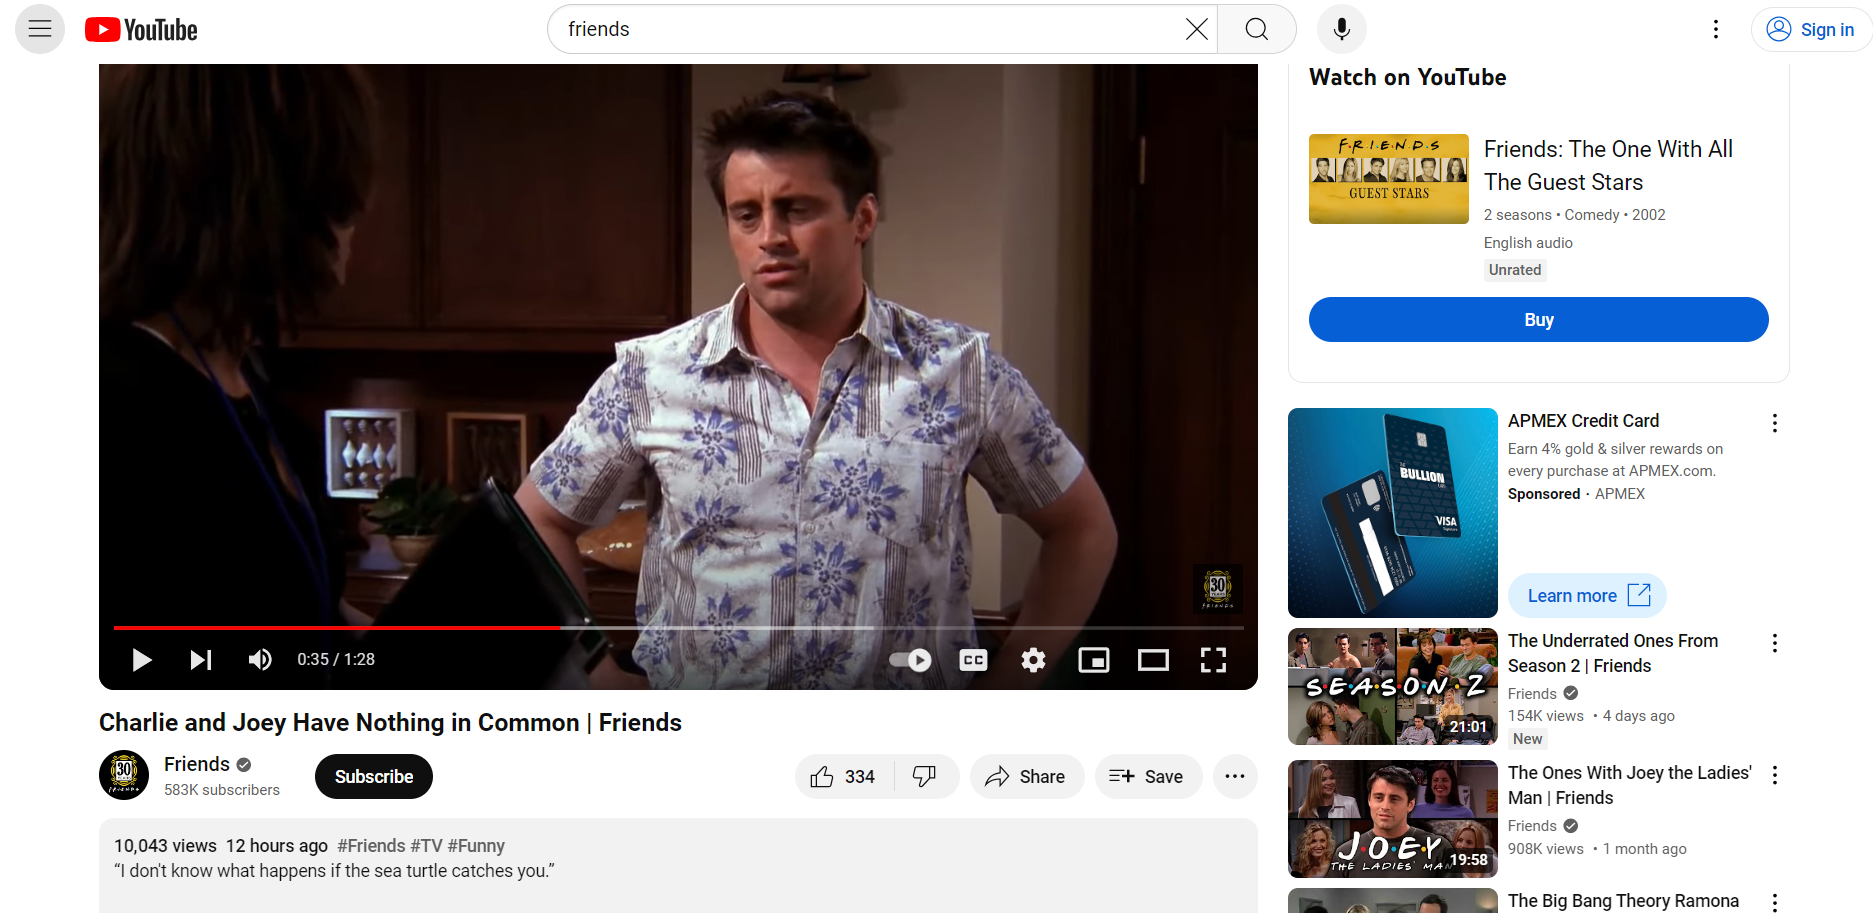 YouTube
friends
Sign in
30
FRIENDS
0:35 / 1:28
CC
Charlie and Joey Have Nothing in Common | Friends
30
FRIENDS
Friends
583K subscribers
Subscribe
334
Share
Save
10,043 views 12 hours ago #Friends #TV #Funny
“I don't know what happens if the sea turtle catches you.”
Watch on YouTube
F·R·I·E·N·D·S
GUEST STARS
Friends: The One With All
The Guest Stars
2 seasons • Comedy • 2002
English audio
Unrated
Buy
BULLION
VISA
APMEX Credit Card
Earn 4% gold & silver rewards on
every purchase at APMEX.com.
Sponsored · APMEX
Learn more
S·E·A·S·O·N· 2
21:01
The Underrated Ones From
Season 2 | Friends
Friends
154K views • 4 days ago
New
J·O·E·Y
THE LADIES' MAN
19:58
The Ones With Joey the Ladies'
Man | Friends
Friends
908K views • 1 month ago
The Big Bang Theory Ramona